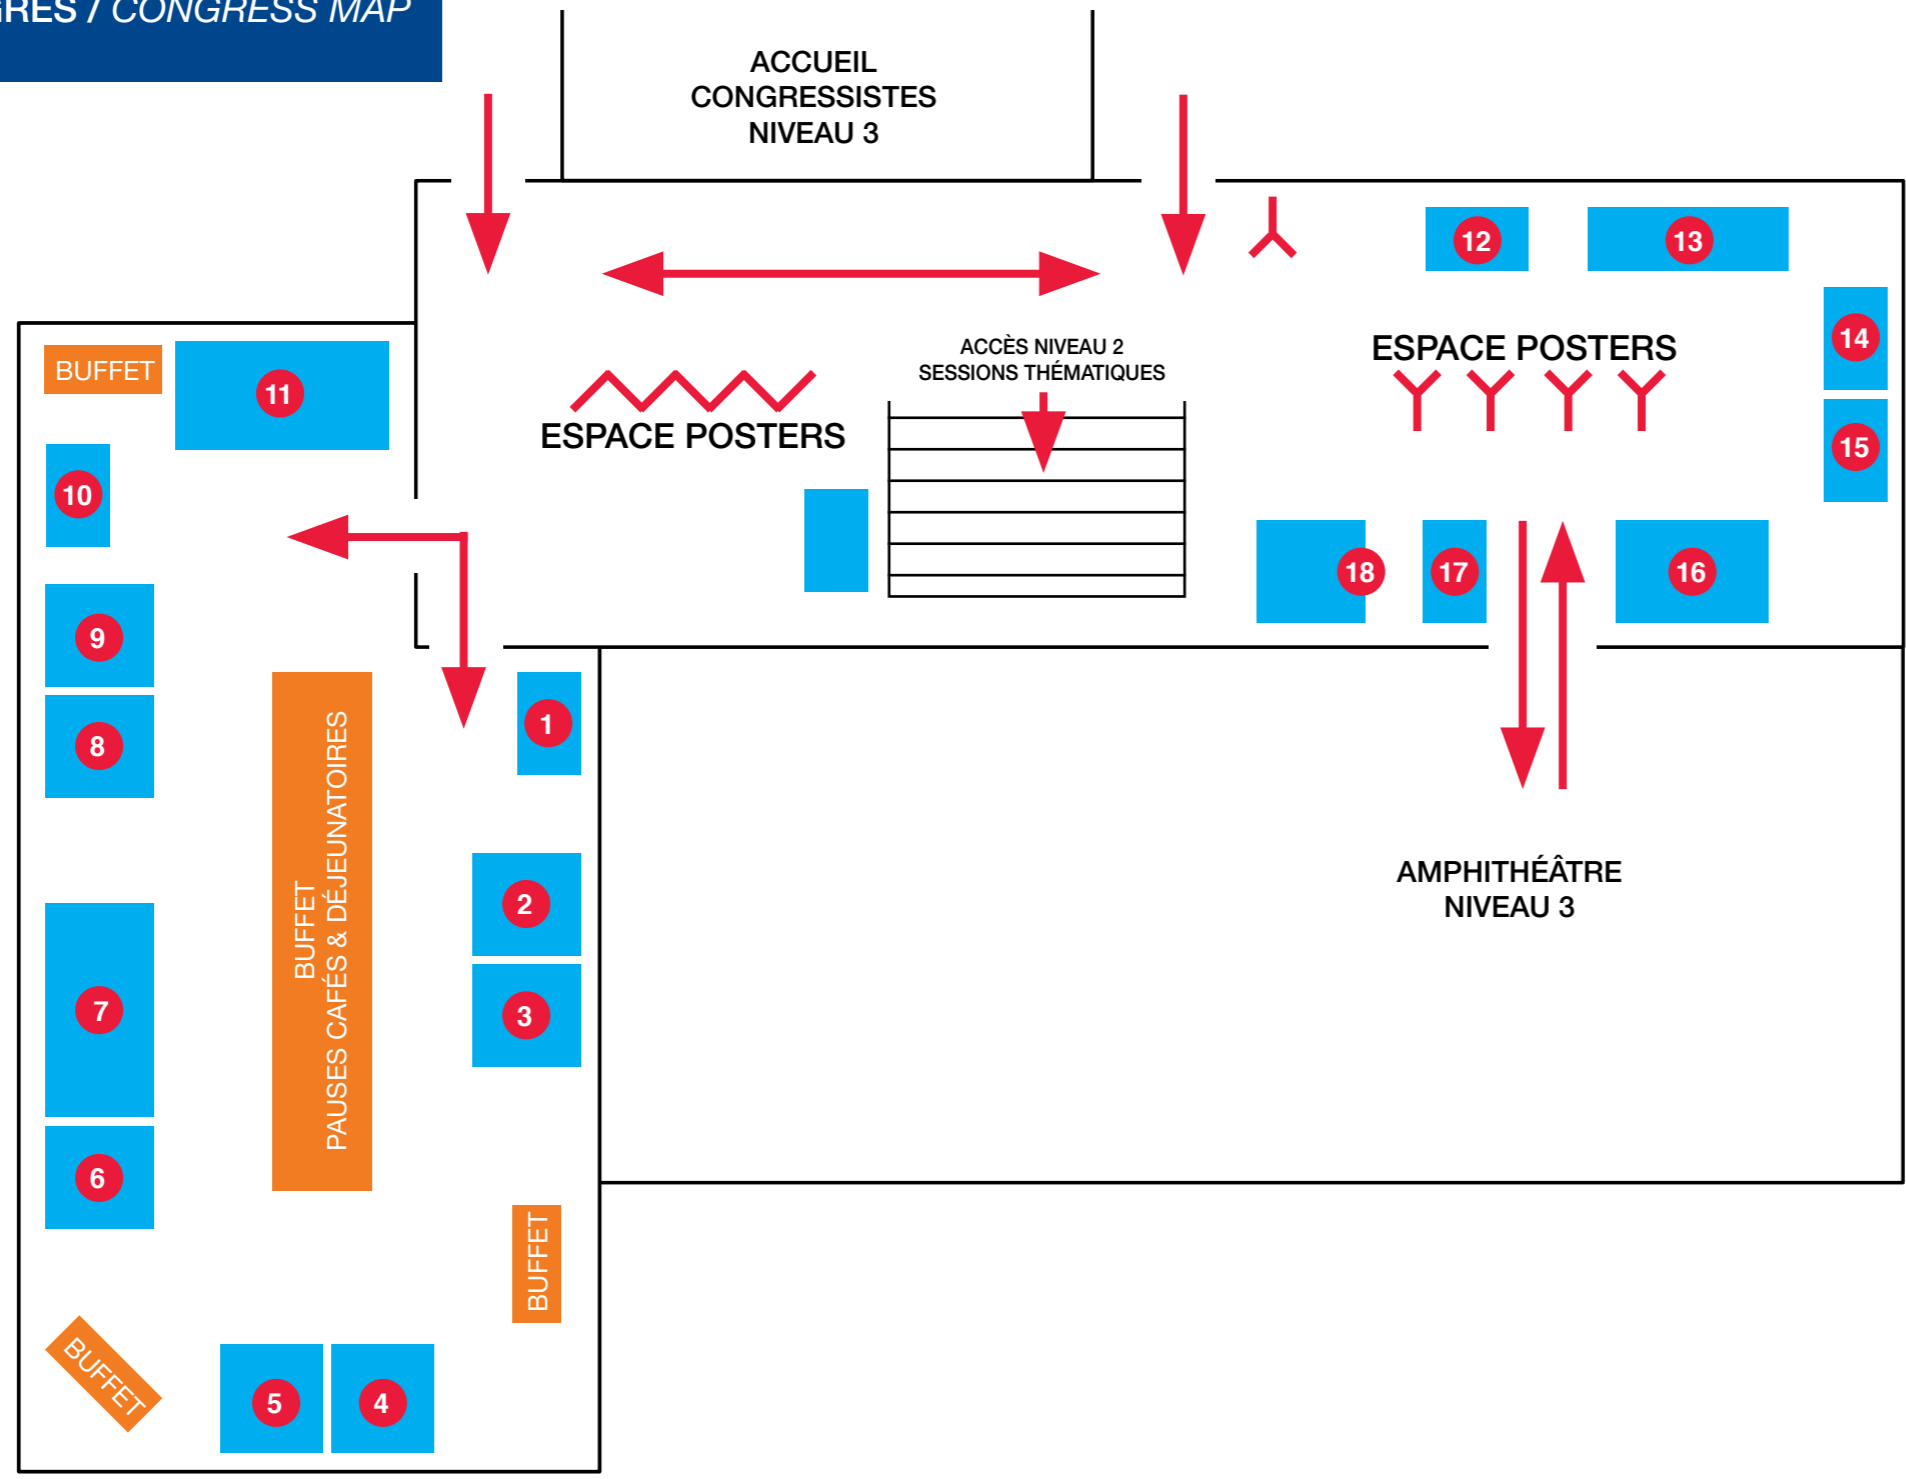 / CONGRESS MAP
ACCUEIL
CONGRESSISTES
NIVEAU 3
12
13
14
15
ESPACE POSTERS
ACCÈS NIVEAU 2
SESSIONS THÉMATIQUES
ESPACE POSTERS
18
17
16
BUFFET
11
10
9
8
7
6
BUFFET
PAUSES CAFÉS & DÉJEUNATOIRES
1
2
3
BUFFET
BUFFET
5
4
AMPHITHÉÂTRE
NIVEAU 3